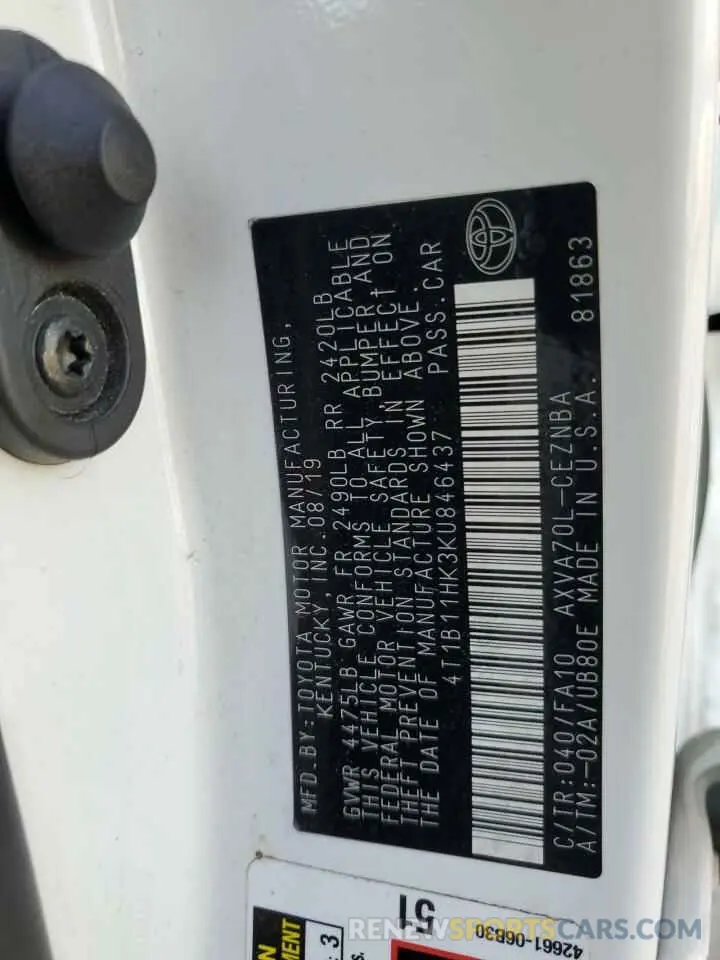 MFD.BY:TOYOTA MOTOR MANUFACTURING,
KENTUCKY, INC. 08/19
GVWR 4475LB GAWR FR 2490LB RR 2420LB
THIS VEHICLE CONFORMS TO ALL APPLICABLE
FEDERAL MOTOR VEHICLE SAFETY BUMPER AND
THEFT PREVENTION STANDARDS IN EFFECT ON
THE DATE OF MANUFACTURE SHOWN ABOVE.
4T1B11HK3KU846437 PASS.CAR
C/TR:040/FA10 AXVA70L-CEZNBA
A/TM:-02A/UB80E MADE IN U.S.A. 81863
51
42661-06B30
MENT
3
RENEWSPORTSCARS.COM